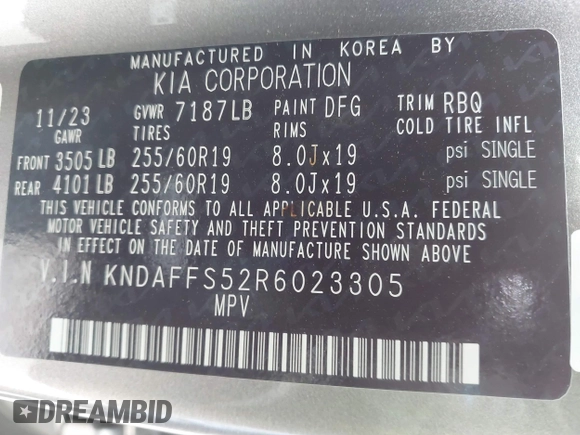 MANUFACTURED IN KOREA BY
KIA CORPORATION
11/23 GVWR 7187LB PAINT DFG TRIM RBQ
GAWR TIRES RIMS COLD TIRE INFL
FRONT 3505 LB 255/60R19 8.0Jx19 psi SINGLE
REAR 4101 LB 255/60R19 8.0Jx19 psi SINGLE
THIS VEHICLE CONFORMS TO ALL APPLICABLE U.S.A. FEDERAL
MOTOR VEHICLE SAFETY AND THEFT PREVENTION STANDARDS
IN EFFECT ON THE DATE OF MANUFACTURE SHOWN ABOVE
V.I.N KNDAFFS52R6023305
MPV
DREAMBID